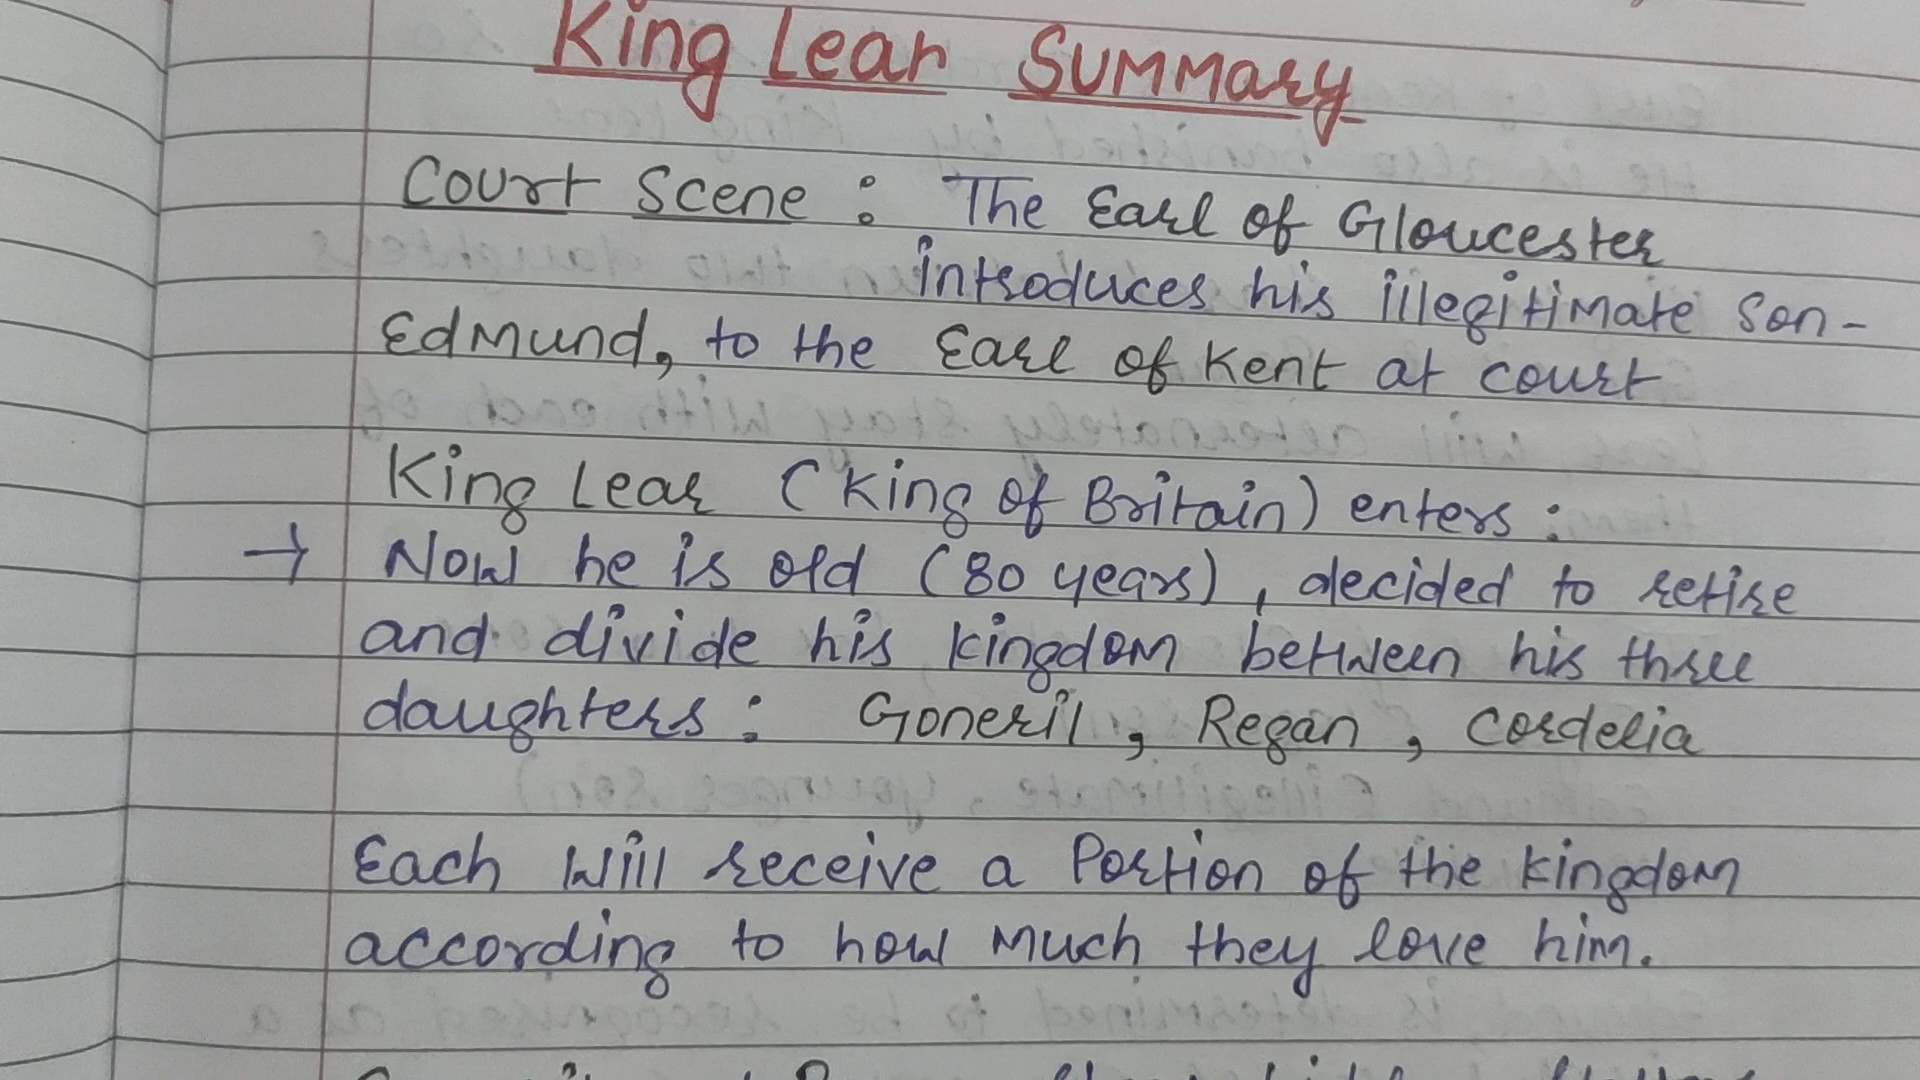 King Lear Summary
Court Scene : The Earl of Gloucester
introduces his illegitimate son-
Edmund, to the Earl of Kent at court
King Lear (King of Britain) enters :
→ Now he is old (80 years), decided to retire
and divide his kingdom between his three
daughters : Goneril, Regan, Cordelia
Each will receive a Portion of the kingdom
according to how much they love him.